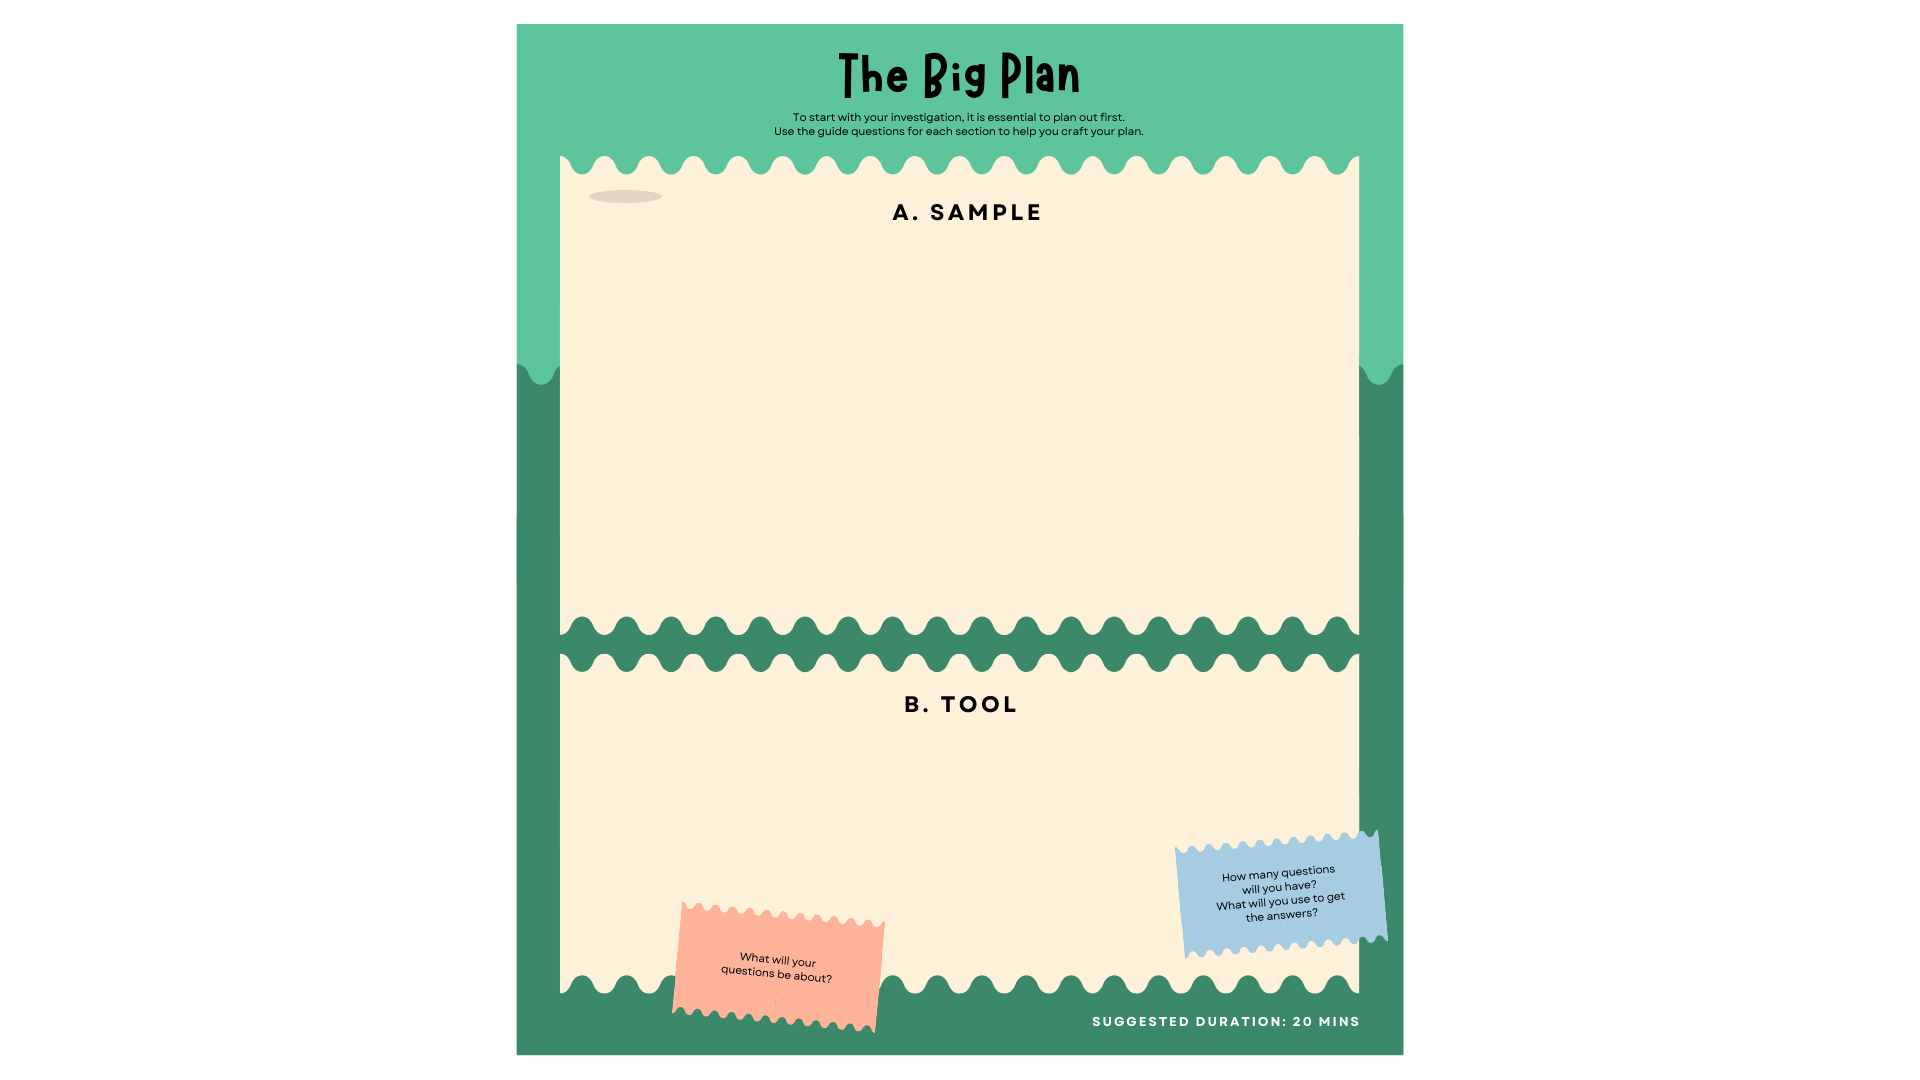 The Big Plan
To start with your investigation, it is essential to plan out first.
Use the guide questions for each section to help you craft your plan.
A. SAMPLE
B. TOOL
How many questions
will you have?
What will you use to get
the answers?
What will your
questions be about?
SUGGESTED DURATION: 20 MINS